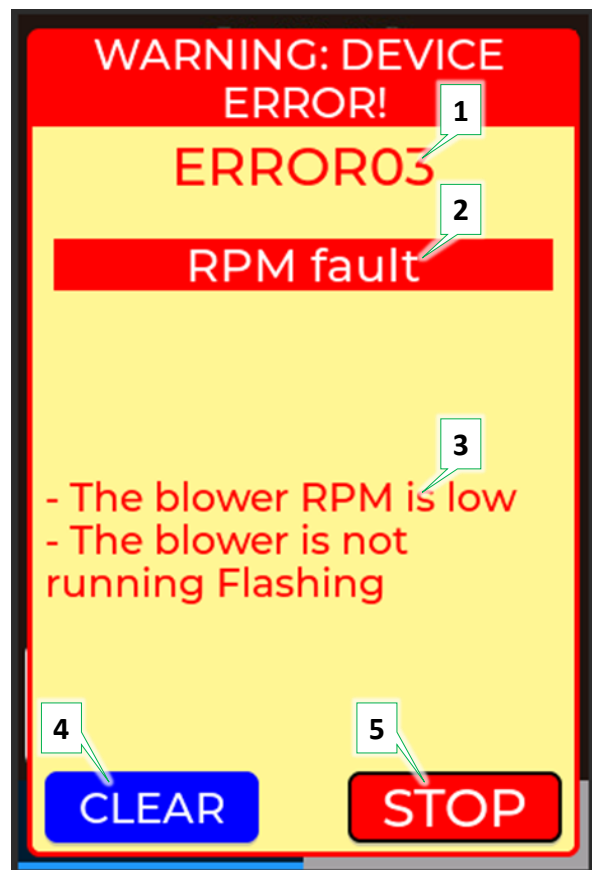 WARNING: DEVICE
ERROR!
1
ERROR03
2
RPM fault
3
- The blower RPM is low
- The blower is not
running Flashing
4
5
CLEAR
STOP